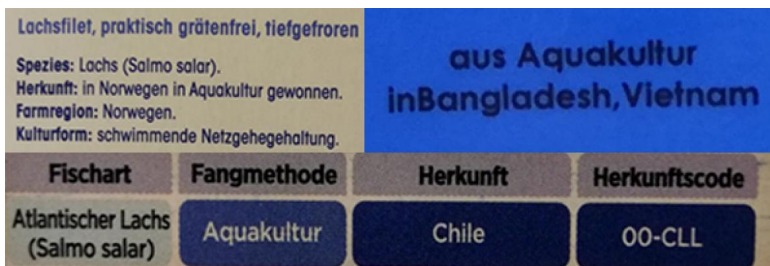 Lachsfilet, praktisch grätenfrei, tiefgefroren
Spezies: Lachs (Salmo salar).
Herkunft: in Norwegen in Aquakultur gewonnen.
Farmregion: Norwegen.
Kulturform: schwimmende Netzgehegehaltung.
aus Aquakultur
inBangladesh,Vietnam
Fischart Fangmethode Herkunft Herkunftscode
Atlantischer Lachs
(Salmo salar) Aquakultur Chile 00-CLL